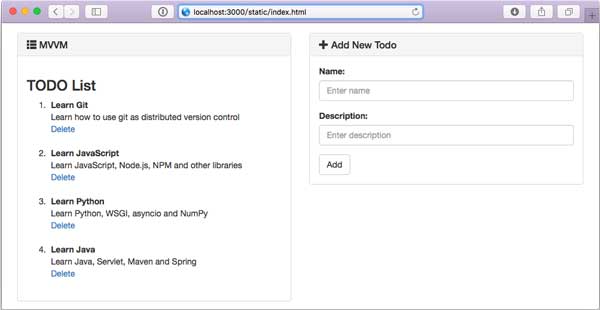 localhost:3000/static/index.html
MVVM
TODO List
1. Learn Git
Learn how to use git as distributed version control
Delete
2. Learn JavaScript
Learn JavaScript, Node.js, NPM and other libraries
Delete
3. Learn Python
Learn Python, WSGI, asyncio and NumPy
Delete
4. Learn Java
Learn Java, Servlet, Maven and Spring
Delete
Add New Todo
Name:
Enter name
Description:
Enter description
Add